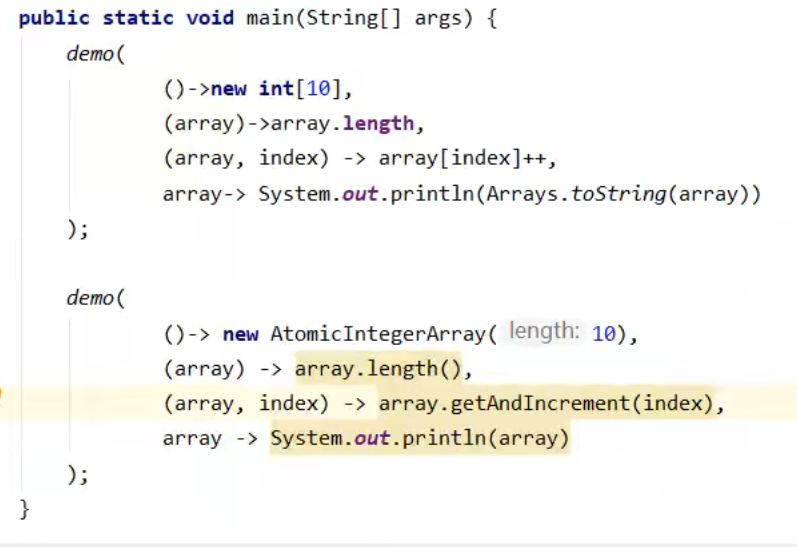 public static void main(String[] args) {
demo(
()->new int[10],
(array)->array.length,
(array, index) -> array[index]++,
array-> System.out.println(Arrays.toString(array))
);
demo(
()-> new AtomicIntegerArray( length: 10),
(array) -> array.length(),
(array, index) -> array.getAndIncrement(index),
array -> System.out.println(array)
);
}